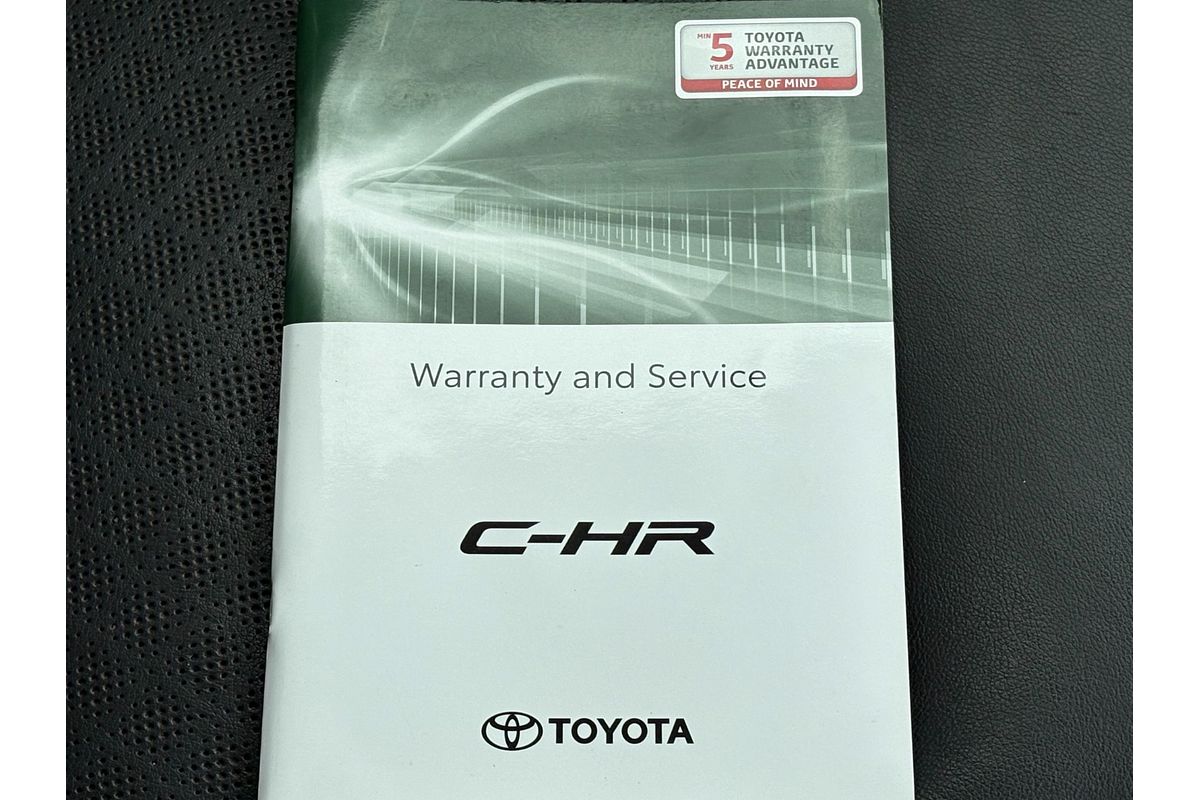 MIN 5 YEARS
TOYOTA
WARRANTY
ADVANTAGE
PEACE OF MIND
Warranty and Service
C-HR
TOYOTA